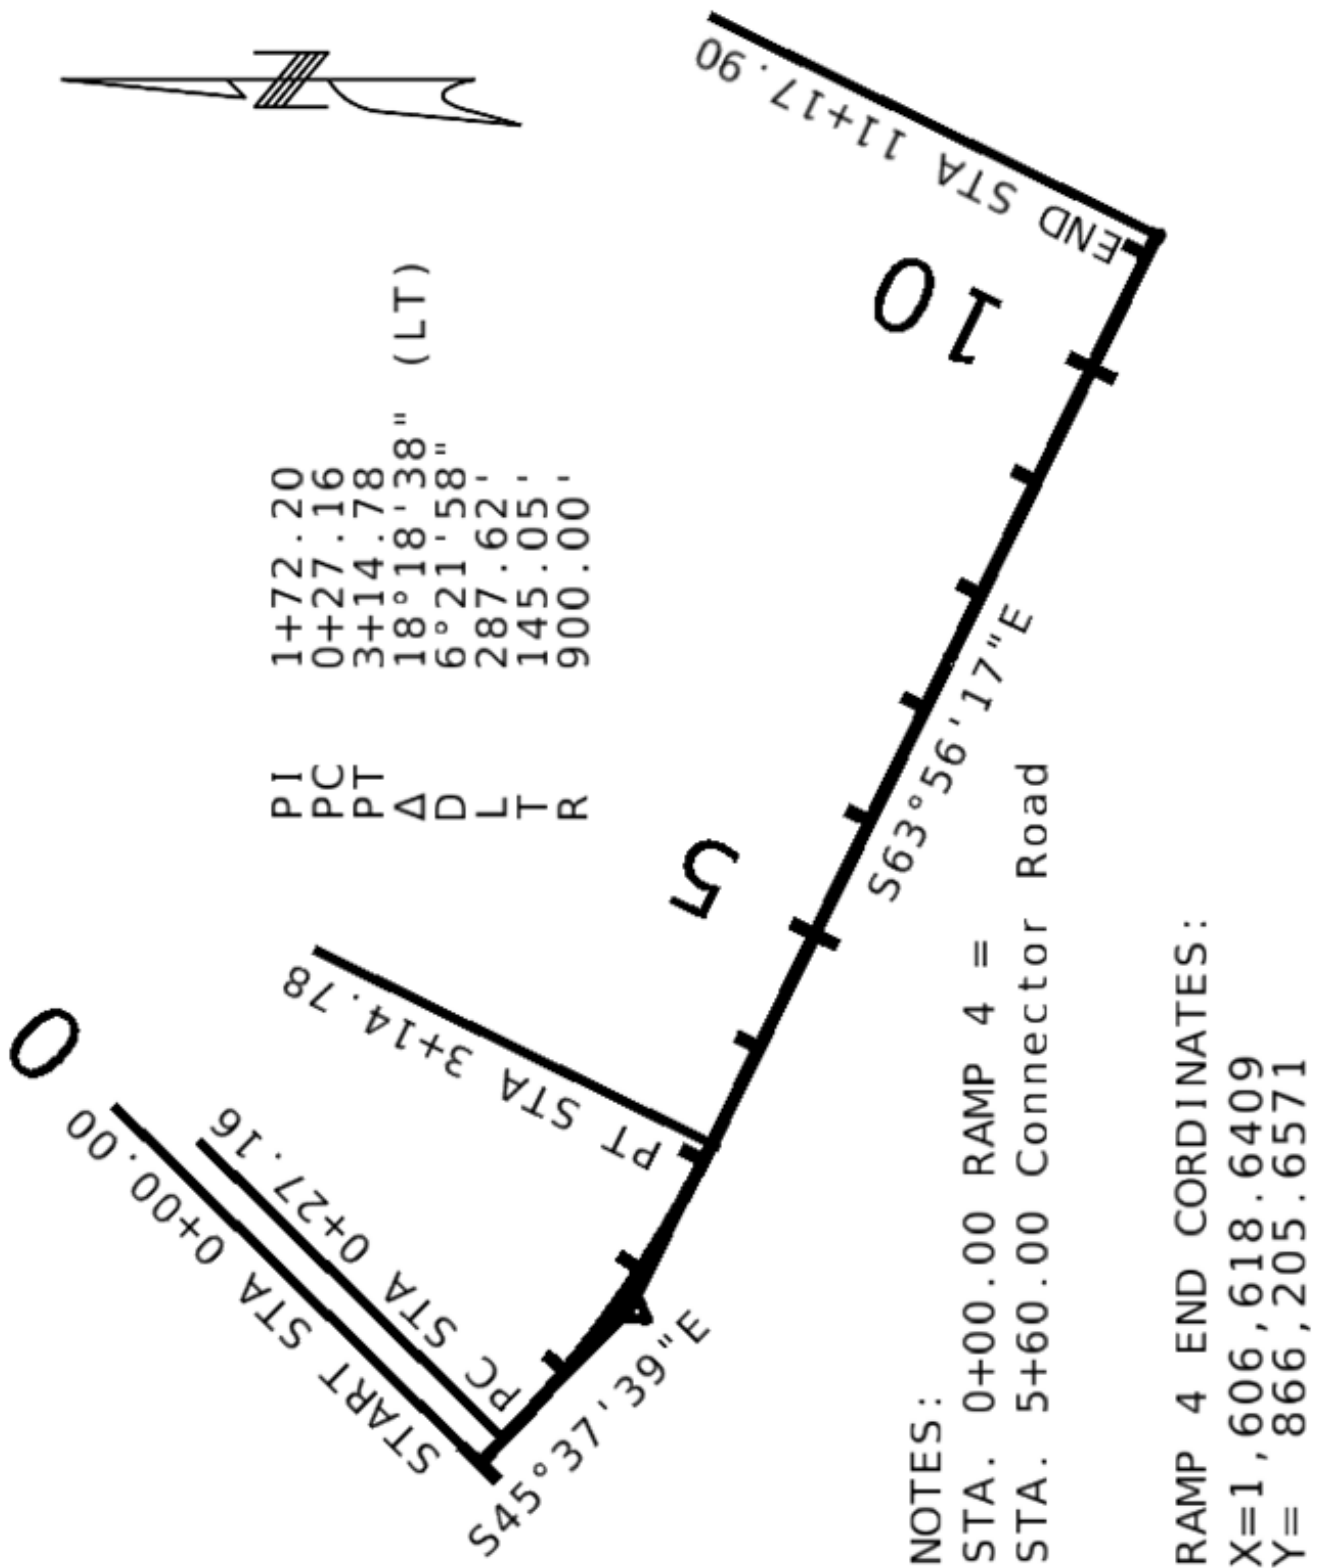 N
PI 1+72.20
PC 0+27.16
PT 3+14.78
Δ 18°18'38" (LT)
D 6°21'58"
L 287.62'
T 145.05'
R 900.00'
0
START STA 0+00.00
PC STA 0+27.16
PT STA 3+14.78
5
10
END STA 11+17.90
S45°37'39"E
S63°56'17"E
NOTES:
STA. 0+00.00 RAMP 4 =
STA. 5+60.00 Connector Road
RAMP 4 END CORDINATES:
X=1,606,618.6409
Y= 866,205.6571